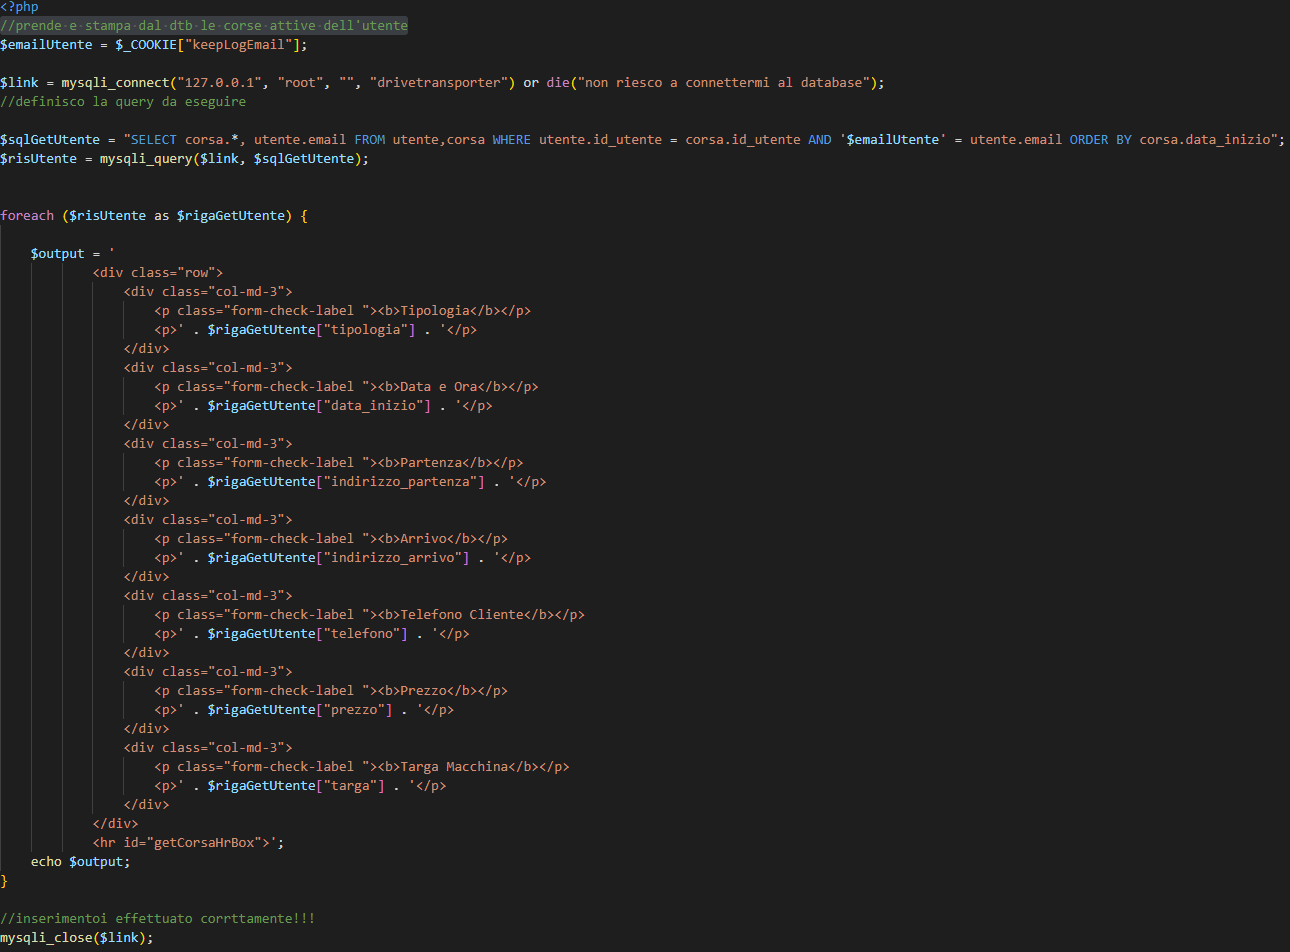 <?php
//prende e stampa dal dtb le corse attive dell'utente
$emailUtente = $_COOKIE["keepLogEmail"];
$link = mysqli_connect("127.0.0.1", "root", "", "drivetransporter") or die("non riesco a connettermi al database");
//definisco la query da eseguire
$sqlGetUtente = "SELECT corsa.*, utente.email FROM utente,corsa WHERE utente.id_utente = corsa.id_utente AND '$emailUtente' = utente.email ORDER BY corsa.data_inizio";
$risUtente = mysqli_query($link, $sqlGetUtente);
foreach ($risUtente as $rigaGetUtente) {
$output = '
<div class="row">
<div class="col-md-3">
<p class="form-check-label "><b>Tipologia</b></p>
<p>' . $rigaGetUtente["tipologia"] . '</p>
</div>
<div class="col-md-3">
<p class="form-check-label "><b>Data e Ora</b></p>
<p>' . $rigaGetUtente["data_inizio"] . '</p>
</div>
<div class="col-md-3">
<p class="form-check-label "><b>Partenza</b></p>
<p>' . $rigaGetUtente["indirizzo_partenza"] . '</p>
</div>
<div class="col-md-3">
<p class="form-check-label "><b>Arrivo</b></p>
<p>' . $rigaGetUtente["indirizzo_arrivo"] . '</p>
</div>
<div class="col-md-3">
<p class="form-check-label "><b>Telefono Cliente</b></p>
<p>' . $rigaGetUtente["telefono"] . '</p>
</div>
<div class="col-md-3">
<p class="form-check-label "><b>Prezzo</b></p>
<p>' . $rigaGetUtente["prezzo"] . '</p>
</div>
<div class="col-md-3">
<p class="form-check-label "><b>Targa Macchina</b></p>
<p>' . $rigaGetUtente["targa"] . '</p>
</div>
</div>
<hr id="getCorsaHrBox">';
echo $output;
}
//inserimentoi effettuato corrttamente!!!
mysqli_close($link);